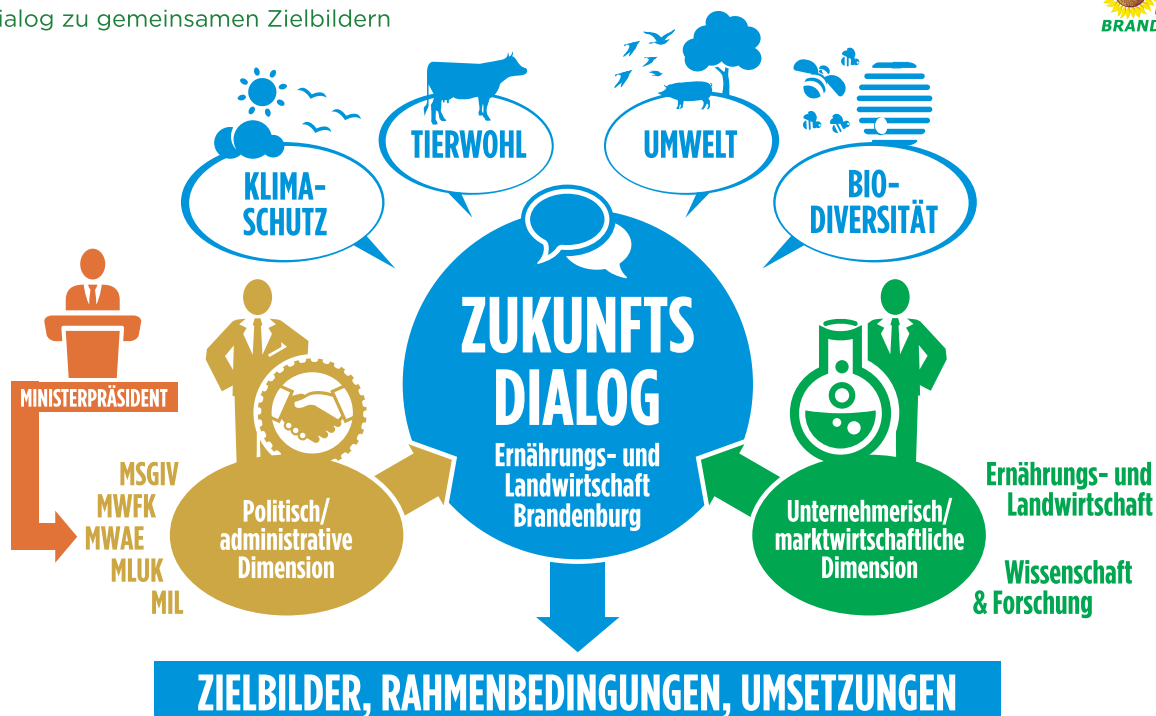 ialog zu gemeinsamen Zielbildern
BRAND
KLIMA-
SCHUTZ
TIERWOHL
UMWELT
BIO-
DIVERSITÄT
ZUKUNFTS
DIALOG
Ernährungs- und
Landwirtschaft
Brandenburg
MINISTERPRÄSIDENT
MSGIV
MWFK
MWAE
MLUK
MIL
Politisch/
administrative
Dimension
Unternehmerisch/
marktwirtschaftliche
Dimension
Ernährungs- und
Landwirtschaft
Wissenschaft
& Forschung
ZIELBILDER, RAHMENBEDINGUNGEN, UMSETZUNGEN